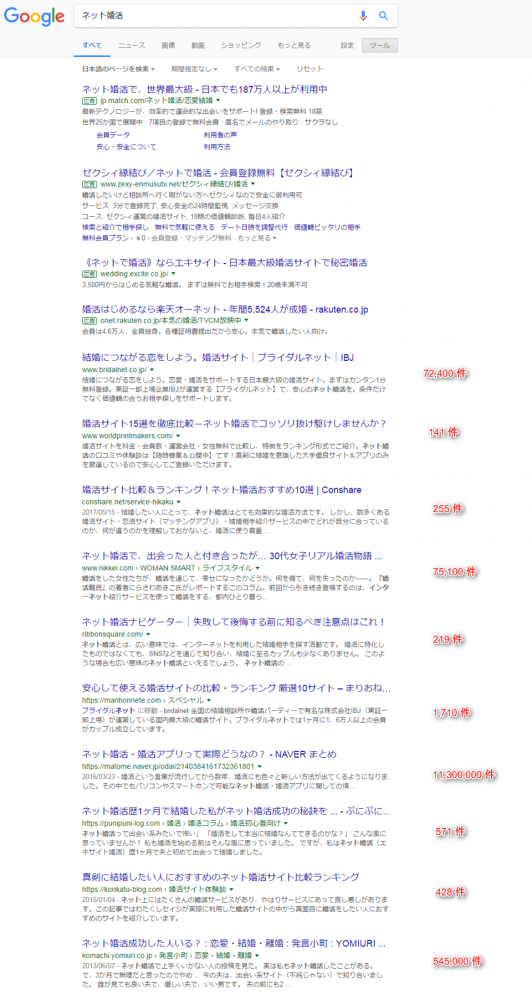 Google
ネット婚活
すべて ニュース 画像 動画 ショッピング もっと見る 設定 ツール
日本語のページを検索 期間指定なし すべての結果 リセット
ネット婚活で、世界最大級 - 日本でも187万人以上が利用中
広告 jp.match.com/ネット婚活/恋愛結婚
最新テクノロジーが、効率的で運命的な出会いをサポート! 登録・検索無料 18禁
世界25か国で展開中・7項目の登録で無料会員・匿名でメールのやり取り・サクラなし
会員データ 利用者の声
安心・安全について 利用方法
ゼクシィ縁結び/ネットで婚活 - 会員登録無料【ゼクシィ縁結び】
広告 www.zexy-enmusubi.net/ゼクシィ縁結び/婚活
婚活したいけど相談所へ行く暇がない方へゼクシィなので安全に御利用可
サービス: 3分で登録完了, 安心安全の24時間監視, メッセージ交換
コース: ゼクシィ運営の婚活サイト, 18問の価値観診断, 毎日4人紹介
検索と紹介で相手探し・無料で気軽に使える・デート日時を調整代行・価値観ピッタリの相手
無料会員プラン - ¥0 - 会員登録・マッチング無料・もっと見る
《ネットで婚活》ならエキサイト - 日本最大級婚活サイトで秘密婚活
広告 wedding.excite.co.jp/
3,500円からはじめる気軽な婚活。 まずは無料でお相手検索!20歳未満不可
婚活はじめるなら楽天オーネット - 年間5,524人が成婚 - rakuten.co.jp
広告 onet.rakuten.co.jp/本気の婚活/TVCM放映中
会員は4.6万人、全員独身。各種証明書提出だから安心。本気で婚活したい人向け。
結婚につながる恋をしよう。婚活サイト│ブライダルネット│IBJ
www.bridalnet.co.jp/
72,400 件
結婚につながる恋をしよう。恋愛・婚活をサポートする日本最大級の婚活サイト。まずはカンタン1分
無料登録。東証一部上場企業IBJが運営する【ブライダルネット】で、安心のネット婚活を。条件だけ
でなく価値観の合うお相手探しをサポートします。
婚活サイト15選を徹底比較－ネット婚活でコッソリ抜け駆けしませんか?
www.worldprintmakers.com/
141 件
婚活サイトを料金・会員数・運営会社・女性無料で比較し、特徴をランキング形式でご紹介。ネット婚
活の口コミや体験談は【随時募集&公開中】です!真剣に結婚を意識した大手優良サイト&アプリのみ
を厳選しているので安心してご登録いただけます。
婚活サイト比較&ランキング!ネット婚活おすすめ10選 | Conshare
conshare.net/service-hikaku
255 件
2017/05/15 - 結婚したい人にとって、ネット婚活はとても効果的な婚活方法です。 しかし、数多くある
婚活サイト・恋活サイト（マッチングアプリ）・結婚相手紹介サービスの中でどれが自分に合っている
のか、何が違うのかを理解しておかないと、婚活に使う貴重 ...
ネット婚活で、出会った人と付き合ったが… 30代女子リアル婚活物語 ...
www.nikkei.com › WOMAN SMART › ライフスタイル
75,100 件
婚活をした女性たちが、婚活を通じて、幸せになったかどうか。何を得て、何を失ったのか――。『婚
活難民』の著者にらさわあきこ氏がレポートするこのコラム。前回から引き続き登場するのは、インタ
ーネット紹介サービスを使って婚活をする、都内ひとり暮ら...
ネット婚活ナビゲーター｜失敗して後悔する前に知るべき注意点はこれ!
ribbonsquare.com/
219 件
ネット婚活とは、広い意味では、インターネットを利用した結婚相手を探す活動です。 婚活に特化し
たものではなくても、SNSなどを通して知り合い、結婚に至るカップルも少なくありません。 このよ
うな場合も広い意味のネット婚活といえるでしょう。 ネット婚活の ...
安心して使える婚活サイトの比較・ランキング 厳選10サイト – まりおね...
https://marihonnete.com › スペシャル
1,710 件
ブライダルネット に移動 - bridalnet 全国の結婚相談所や婚活パーティーで有名な株式会社IBJ（東証一
部上場）が運営している国内最大級の婚活サイト。ブライダルネットでは1ヶ月に1、6万人以上の会員
がカップル成立しています。
ネット婚活・婚活アプリって実際どうなの? - NAVER まとめ
https://matome.naver.jp/odai/2140384161732361801
11,300,000 件
2016/03/23 - 婚活という言葉が流行してから数年、婚活にも色々と新しい方法が出てくるようになりま
した。その中でもパソコンやスマートホンで可能なネット婚活・婚活アプリに関しての情...
ネット婚活歴1ヶ月で結婚した私がネット婚活成功の秘訣を ... - ぷにぷに...
https://punipuni-log.com › 婚活 › 婚活コラム › 婚活初心者向け
571 件
ネット婚活って出会い系みたいで怖い」 「婚活をして本当に結婚なんてできるのかな?」 こんな風に
思っていませんか? 私も婚活を始める前はそんな風に思っていました。 ですが、私はネット婚活（エ
キサイト婚活）歴1ヶ月で夫と初めて出会って結婚しました。
真剣に結婚したい人におすすめのネット婚活サイト比較ランキング
https://konkatu-blog.com › 婚活サイト体験談
428 件
2015/01/04 - ネット上にはたくさんの婚活サービスがあり、やはりサービスにあって良し悪しがありま
す。この記事ではわたくしセイジが実際に利用した婚活サイトの中から真面目に婚活をしたい人におす
すめのサイトを紹介しています。
ネット婚活成功した人いる? : 恋愛・結婚・離婚 : 発言小町 : YOMIURI ...
komachi.yomiuri.co.jp › 発言小町 › 恋愛・結婚・離婚
545,000 件
2013/06/07 - ネット婚活で上手くいかない人の投稿を見た。 実は私もネット婚活したことがある。
で、3か月で無理だと思ったのでやめ ... 今の夫は、出会い系サイト（不純じゃない）で知り合いまし
た。 誰が見ても良い夫で、優しい夫で、いい男です。 夫の前にも2 ...